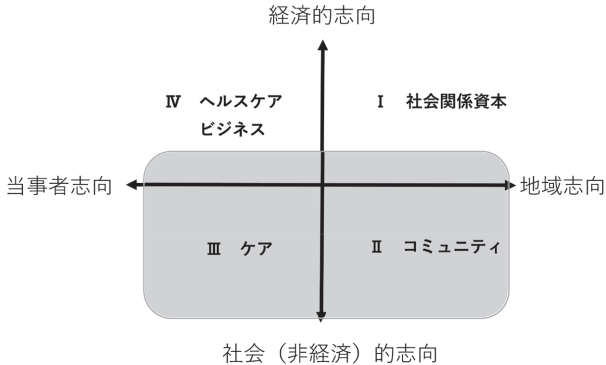 経済的志向
Ⅳ ヘルスケア
ビジネス
Ⅰ 社会関係資本
当事者志向
地域志向
Ⅲ ケア
Ⅱ コミュニティ
社会（非経済）的志向